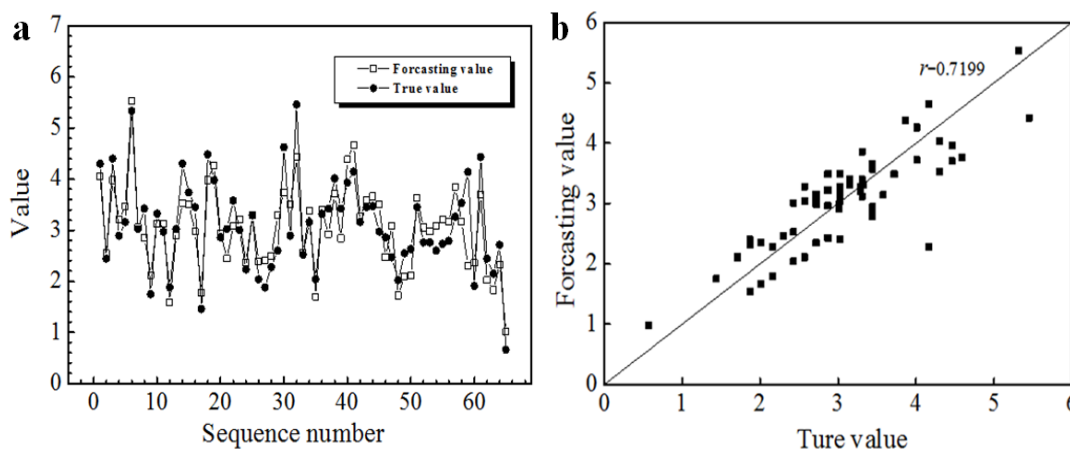 a
7
6
5
4
3
2
1
0
Value
Forcasting value
True value
0 10 20 30 40 50 60
Sequence number
b
6
5
4
3
2
1
0
Forcasting value
r=0.7199
0 1 2 3 4 5 6
Ture value